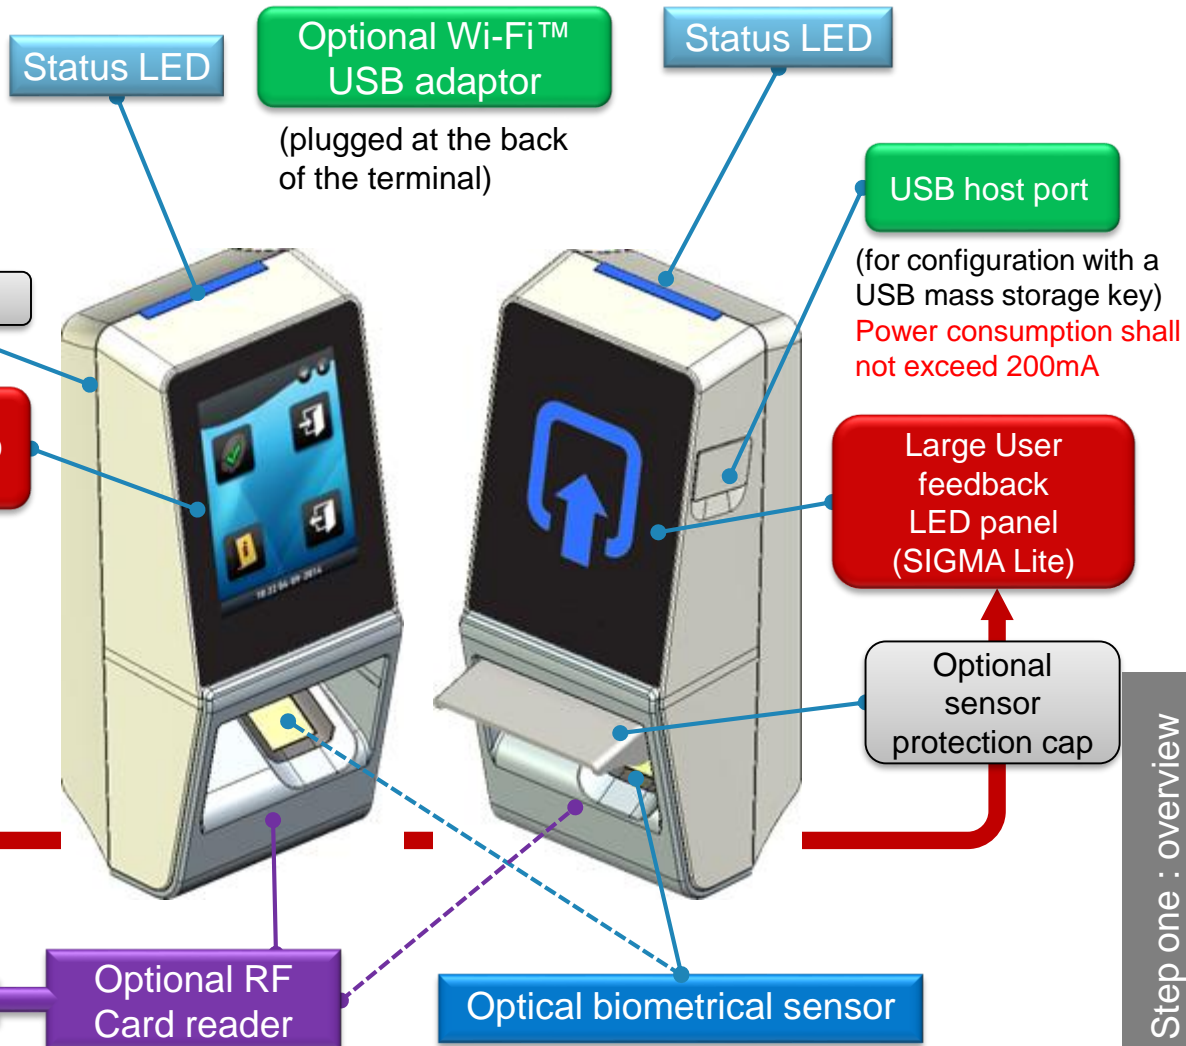 Status LED
Optional Wi-Fi™
USB adaptor
(plugged at the back
of the terminal)
Status LED
USB host port
(for configuration with a
USB mass storage key)
Power consumption shall
not exceed 200mA
Large User
feedback
LED panel
(SIGMA Lite)
Optional
sensor
protection cap
Optional RF
Card reader
Optical biometrical sensor
Step one : overview